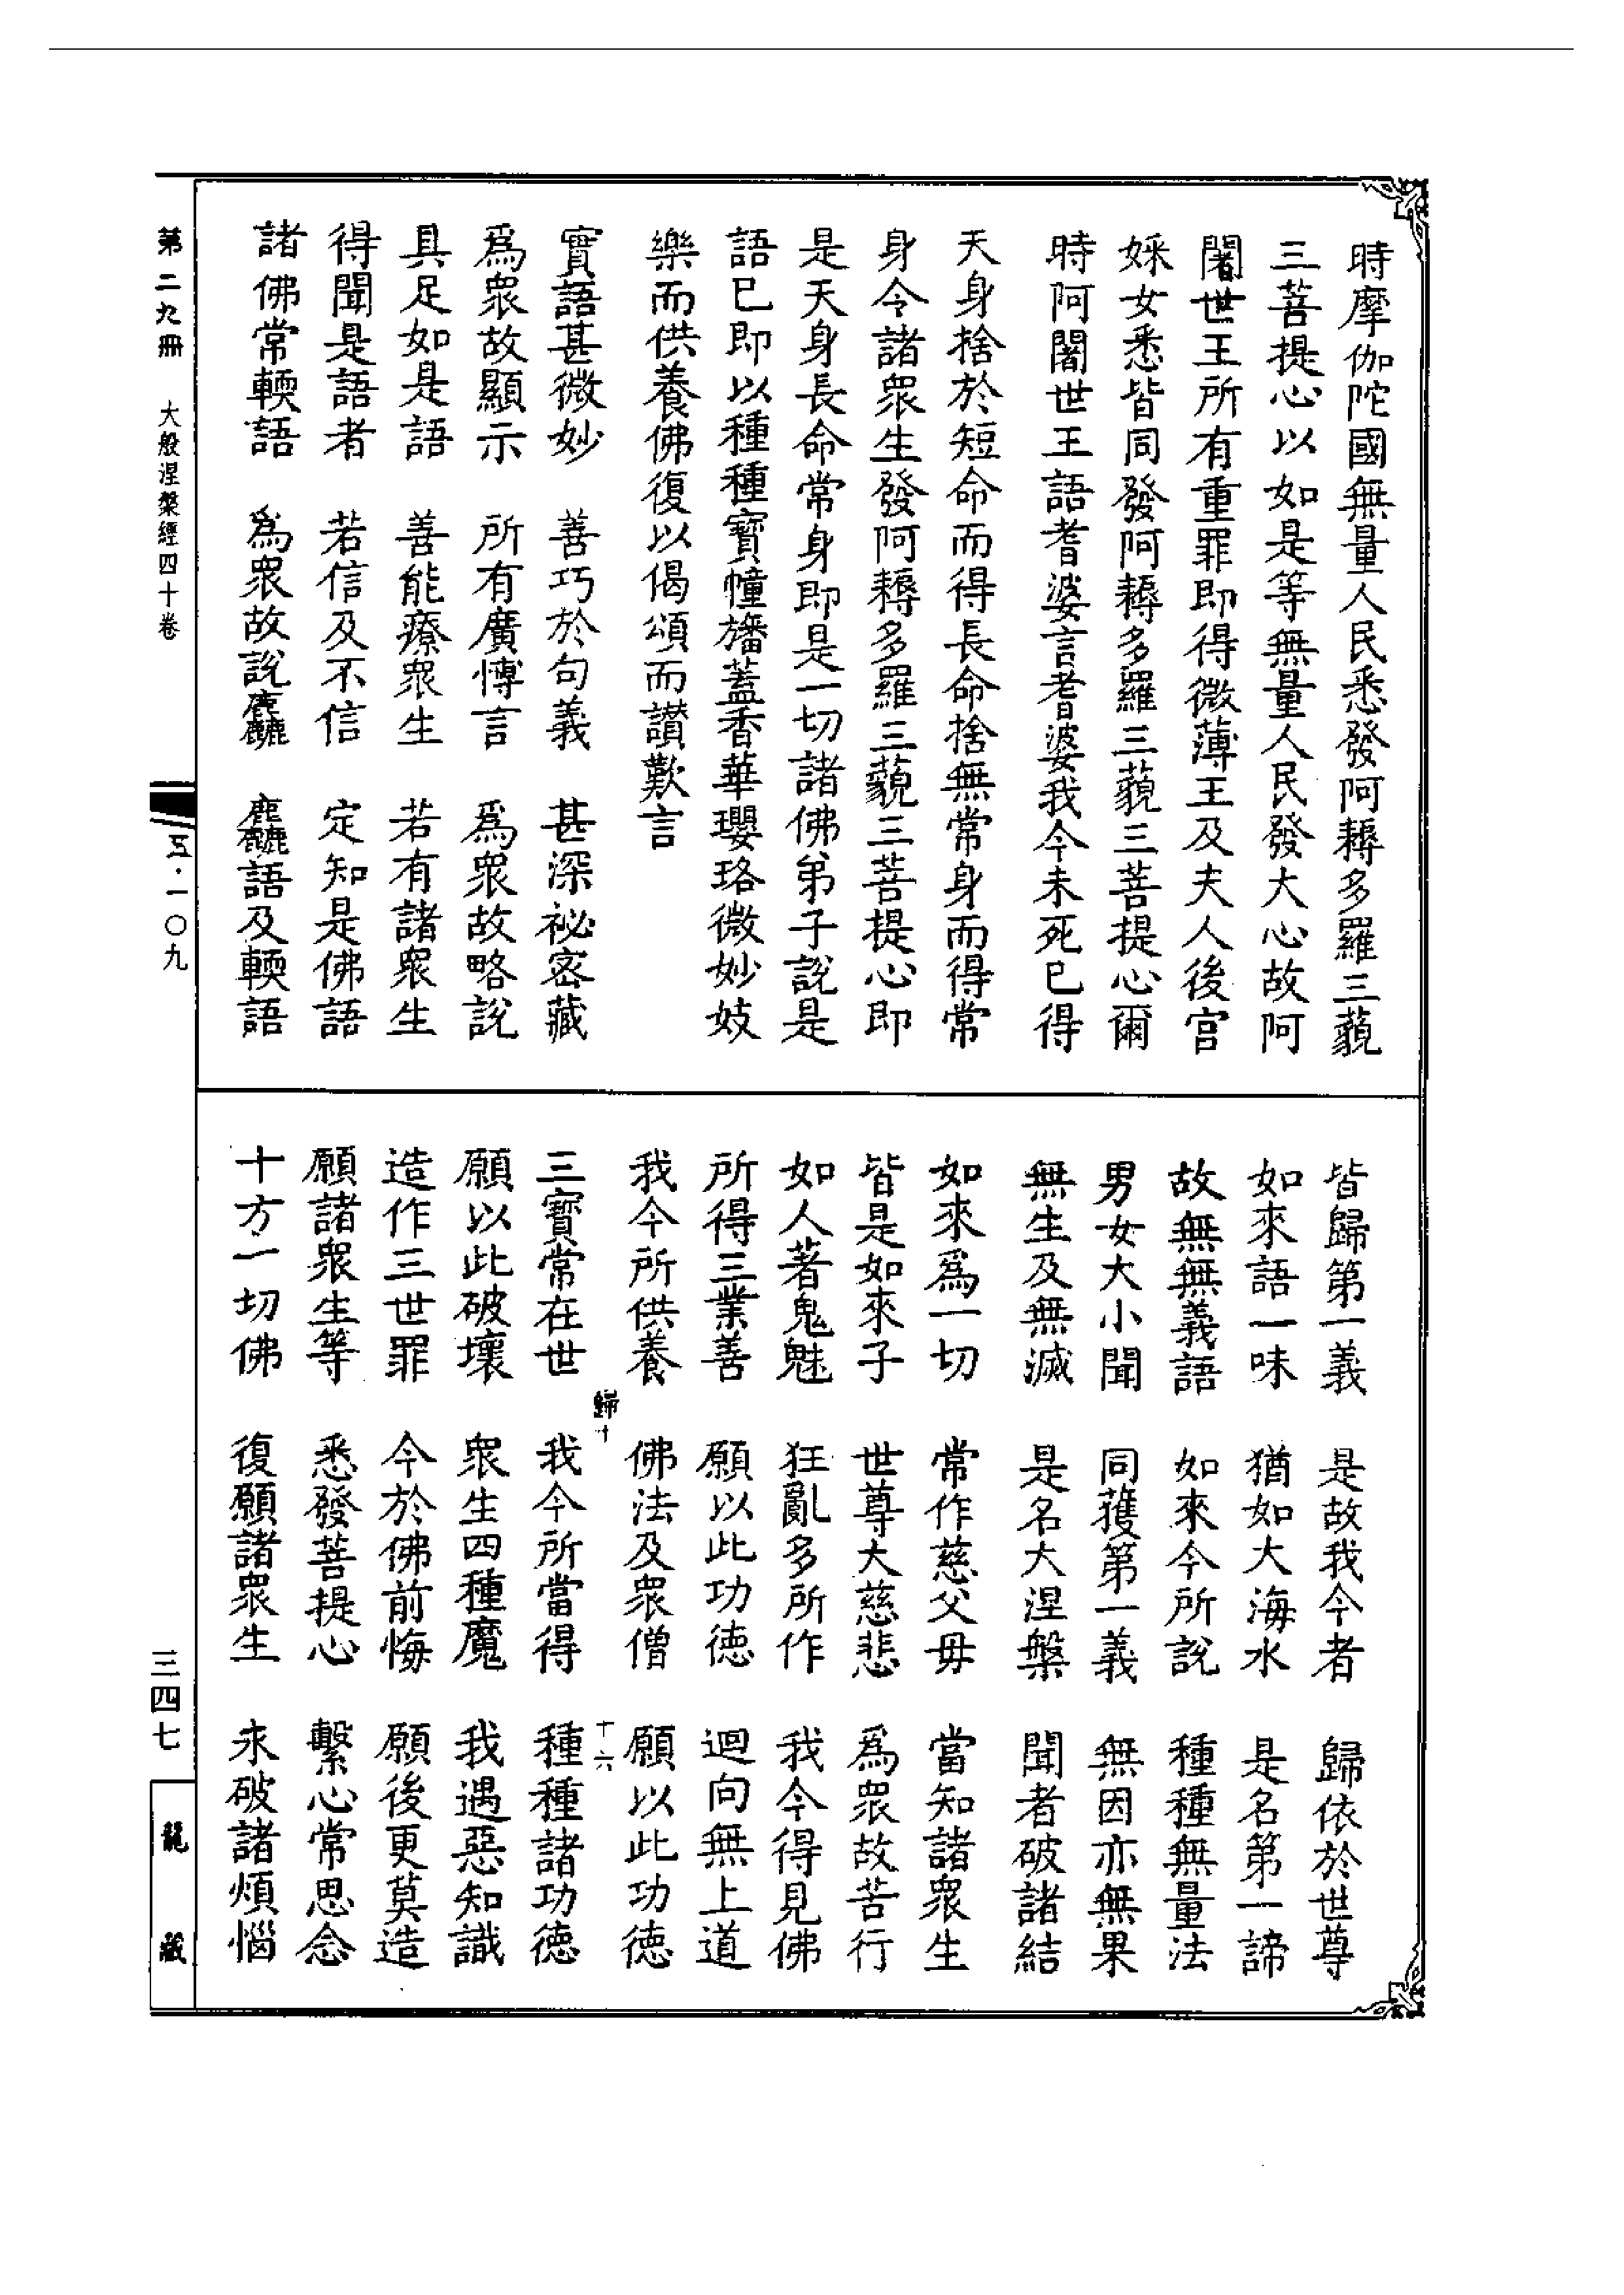 時摩伽陀國無量人民悉發阿耨多羅三藐
三菩提心以如是等無量人民發大心故阿
闍世王所有重罪即得微薄王及夫人後宫
婇女悉皆同發阿耨多羅三藐三菩提心爾
時阿闍世王語耆婆言耆婆我今未死已得
天身捨於短命而得長命捨無常身而得常
身令諸衆生發阿耨多羅三藐三菩提心即
是天身長命常身即是一切諸佛弟子說是
語已即以種種寶幢旛蓋香華瓔珞微妙妓
樂而供養佛復以偈頌而讃歎言
實語甚微妙　善巧於句義　甚深祕密藏
爲衆故顯示　所有廣慱言　爲衆故略說
具足如是語　善能療衆生　若有諸衆生
得聞是語者　若信及不信　定知是佛語
諸佛常輭語　爲衆故說麤　麤語及輭語
皆歸第一義　是故我今者　歸依於世尊
如來語一味　猶如大海水　是名第一諦
故無無義語　如來今所說　種種無量法
男女大小聞　同獲第一義　無因亦無果
無生及無滅　是名大涅槃　聞者破諸結
如來爲一切　常作慈父毋　當知諸衆生
皆是如來子　世尊大慈悲　爲衆故苦行
如人著鬼魅　狂亂多所作　我今得見佛
所得三業善　願以此功徳　迴向無上道
我今所供養　佛法及衆僧　願以此功徳
歸十　十六
三寳常在世　我今所當得　種種諸功徳
願以此破壞　衆生四種魔　我遇惡知識
造作三世罪　今於佛前悔　願後更莫造
願諸衆生等　悉發菩提心　繫心常思念
十方一切佛　復願諸衆生　永破諸煩惱
第二九冊　大般涅槃經四十卷
五·一〇九
三四七
龍藏